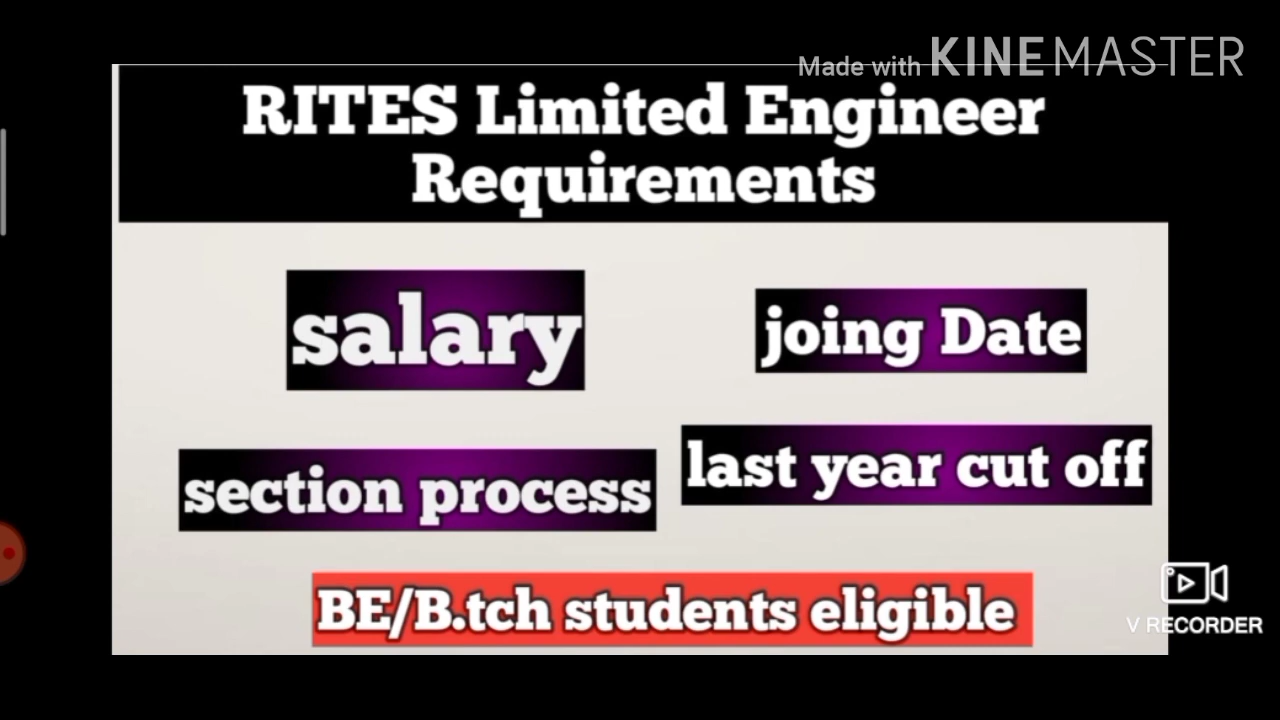 Made with KINEMASTER
RITES Limited Engineer
Requirements
salary
joing Date
section process
last year cut off
BE/B.tch students eligible
V RECORDER